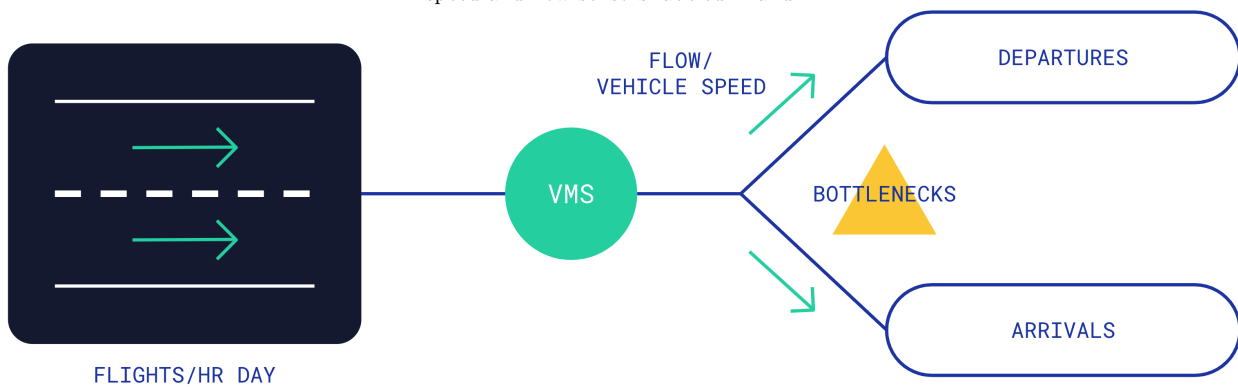 FLOW/
VEHICLE SPEED
DEPARTURES
VMS
BOTTLENECKS
ARRIVALS
FLIGHTS/HR DAY